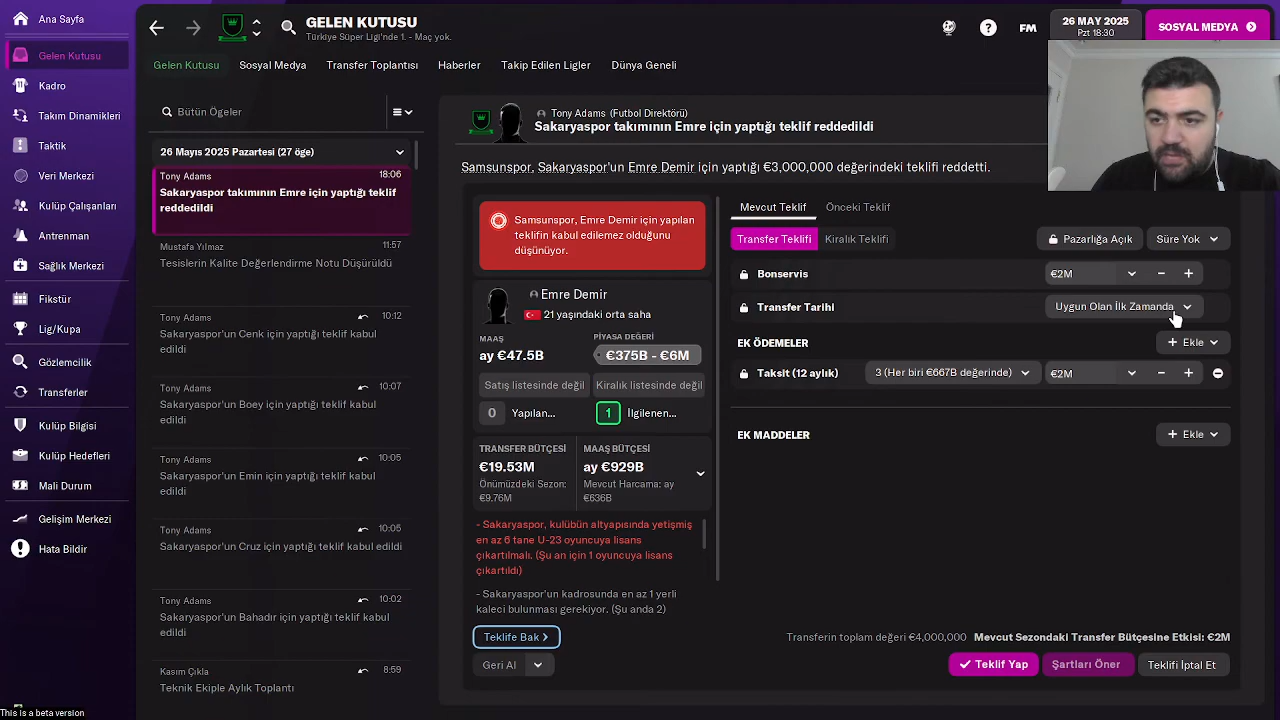 Ana Sayfa
Gelen Kutusu
Kadro
Takım Dinamikleri
Taktik
Veri Merkezi
Kulüp Çalışanları
Antrenman
Sağlık Merkezi
Fikstür
Lig/Kupa
Gözlemcilik
Transferler
Kulüp Bilgisi
Kulüp Hedefleri
Mali Durum
Gelişim Merkezi
Hata Bildir
This is a beta version
GELEN KUTUSU
Türkiye Süper Ligi'nde 1. - Maç yok.
FM
26 MAY 2025
Pzt 18:30
SOSYAL MEDYA
Gelen Kutusu
Sosyal Medya
Transfer Toplantısı
Haberler
Takip Edilen Ligler
Dünya Geneli
Bütün Ögeler
26 Mayıs 2025 Pazartesi (27 öge)
Tony Adams 18:06
Sakaryaspor takımının Emre için yaptığı teklif
reddedildi
Mustafa Yılmaz 11:57
Tesislerin Kalite Değerlendirme Notu Düşürüldü
Tony Adams 10:12
Sakaryaspor'un Cenk için yaptığı teklif kabul
edildi
Tony Adams 10:07
Sakaryaspor'un Boey için yaptığı teklif kabul
edildi
Tony Adams 10:05
Sakaryaspor'un Emin için yaptığı teklif kabul
edildi
Tony Adams 10:05
Sakaryaspor'un Cruz için yaptığı teklif kabul edildi
Tony Adams 10:02
Sakaryaspor'un Bahadır için yaptığı teklif kabul
edildi
Kasım Çıkla 8:59
Teknik Ekiple Aylık Toplantı
Tony Adams (Futbol Direktörü)
Sakaryaspor takımının Emre için yaptığı teklif reddedildi
Samsunspor, Sakaryaspor'un Emre Demir için yaptığı €3,000,000 değerindeki teklifi reddetti.
Samsunspor, Emre Demir için yapılan
teklifin kabul edilemez olduğunu
düşünüyor.
Emre Demir
21 yaşındaki orta saha
MAAŞ
ay €47.5B
PİYASA DEĞERİ
€375B - €6M
Satış listesinde değil
Kiralık listesinde değil
0 Yapılan...
1 İlgilenen...
TRANSFER BÜTÇESİ
€19.53M
Önümüzdeki Sezon:
€9.76M
MAAŞ BÜTÇESİ
ay €929B
Mevcut Harcama: ay
€636B
- Sakaryaspor, kulübün altyapısında yetişmiş
en az 6 tane U-23 oyuncuya lisans
çıkartılmalı. (Şu an için 1 oyuncuya lisans
çıkartıldı)
- Sakaryaspor'un kadrosunda en az 1 yerli
kaleci bulunması gerekiyor. (Şu anda 2)
Teklife Bak
Geri Al
Mevcut Teklif
Önceki Teklif
Transfer Teklifi
Kiralık Teklifi
Pazarlığa Açık
Süre Yok
Bonservis €2M
Transfer Tarihi Uygun Olan İlk Zamanda
EK ÖDEMELER Ekle
Taksit (12 aylık) 3 (Her biri €667B değerinde) €2M
EK MADDELER Ekle
Transferin toplam değeri €4,000,000 Mevcut Sezondaki Transfer Bütçesine Etkisi: €2M
Teklif Yap
Şartları Öner
Teklifi İptal Et